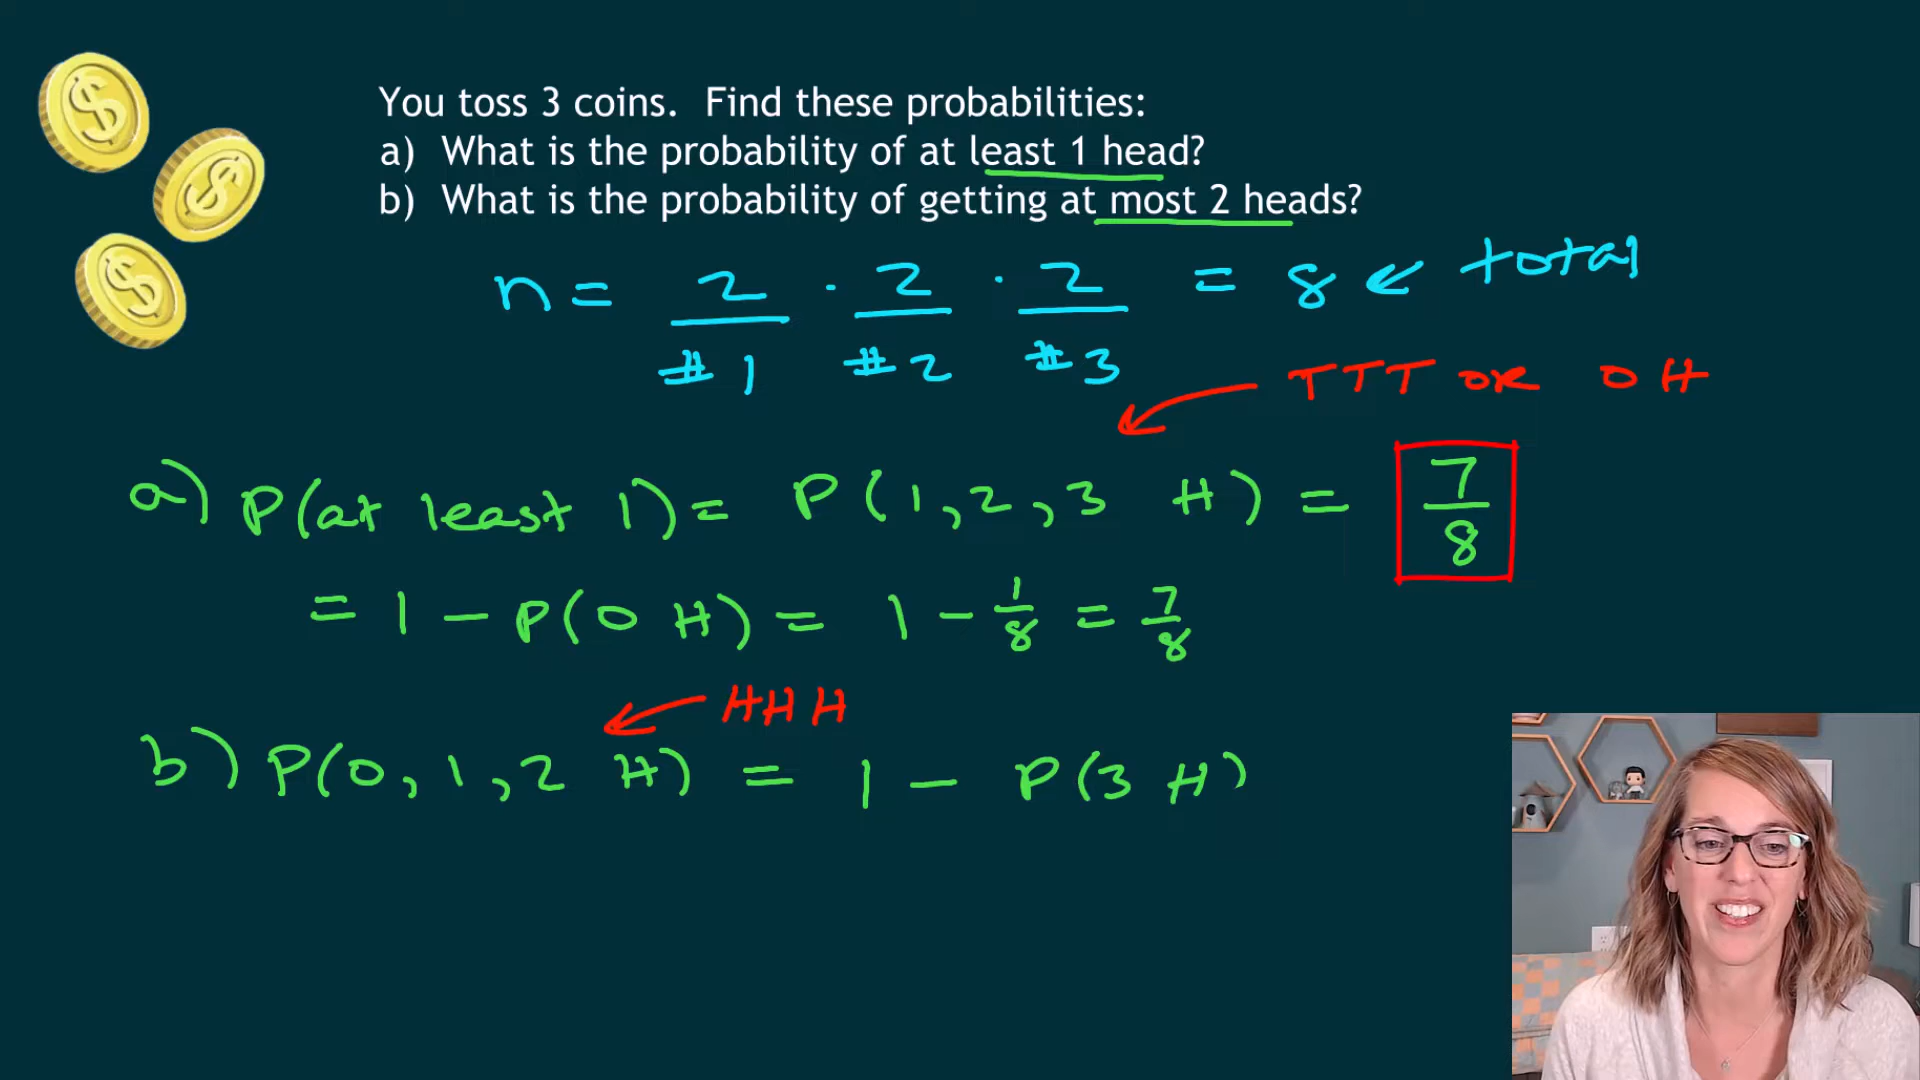 You toss 3 coins. Find these probabilities:
a) What is the probability of at least 1 head?
b) What is the probability of getting at most 2 heads?
n = 2/#1 · 2/#2 · 2/#3 = 8 ← total
TTT OR 0 H
a) P(at least 1) = P(1,2,3 H) = 7/8
= 1 - P(0 H) = 1 - 1/8 = 7/8
HHH
b) P(0,1,2 H) = 1 - P(3 H)